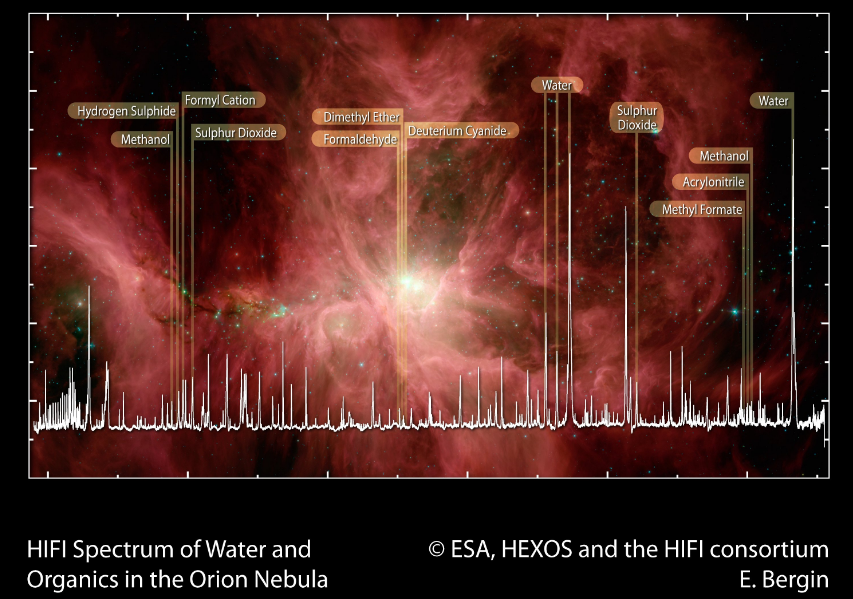 Formyl Cation
Hydrogen Sulphide
Methanol
Sulphur Dioxide
Dimethyl Ether
Formaldehyde
Deuterium Cyanide
Water
Sulphur
Dioxide
Water
Methanol
Acrylonitrile
Methyl Formate
HIFI Spectrum of Water and
Organics in the Orion Nebula
© ESA, HEXOS and the HIFI consortium
E. Bergin